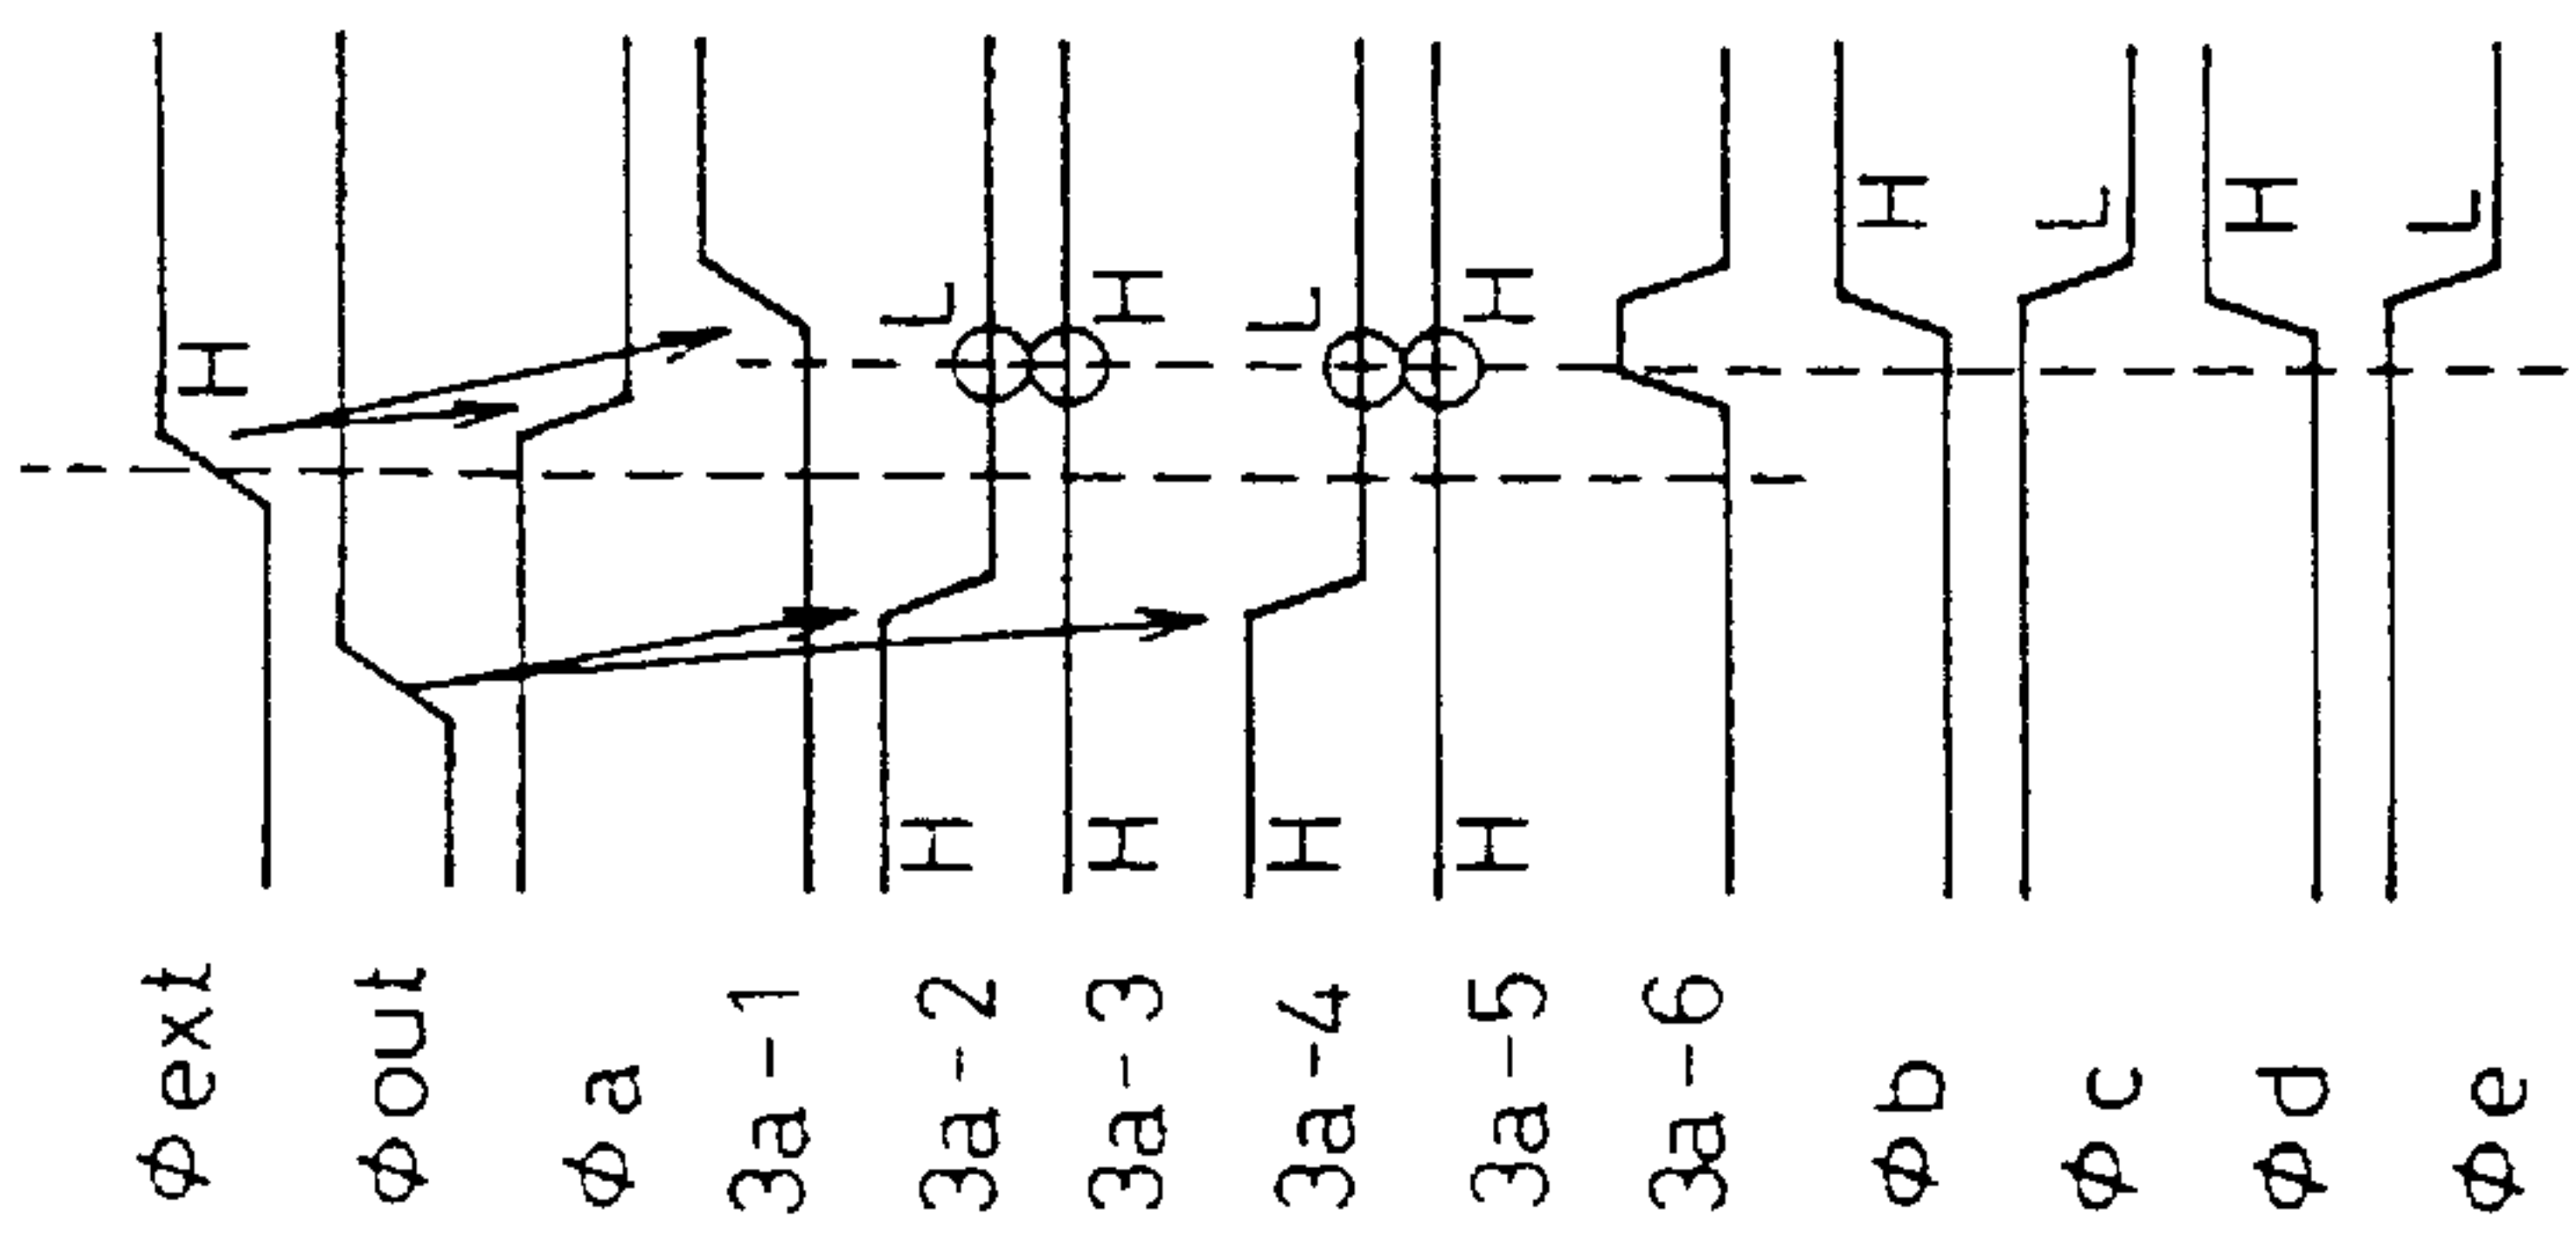 φext H
φout
φa
3a-1
3a-2 H L
3a-3 H H
3a-4 H L
3a-5 H H
3a-6
φb H
φc L
φd H
φe L